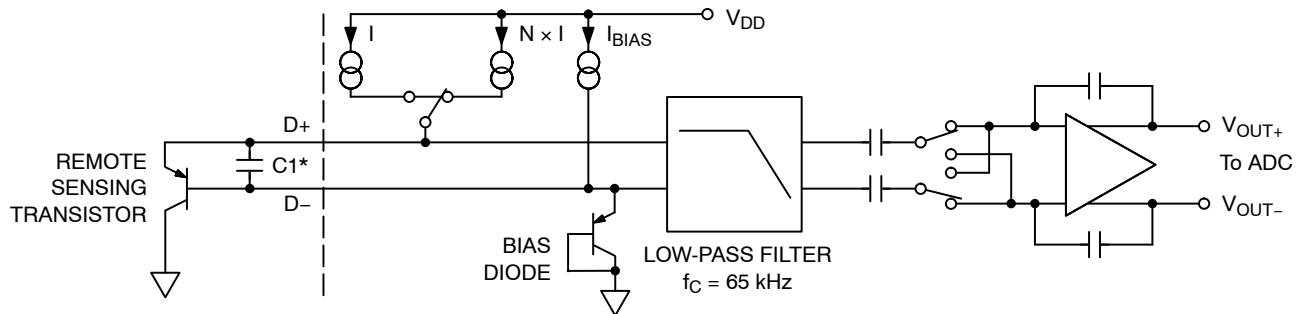 I
N × I
I_BIAS
V_DD
D+
C1*
D−
REMOTE
SENSING
TRANSISTOR
BIAS
DIODE
LOW-PASS FILTER
f_C = 65 kHz
V_OUT+
To ADC
V_OUT−